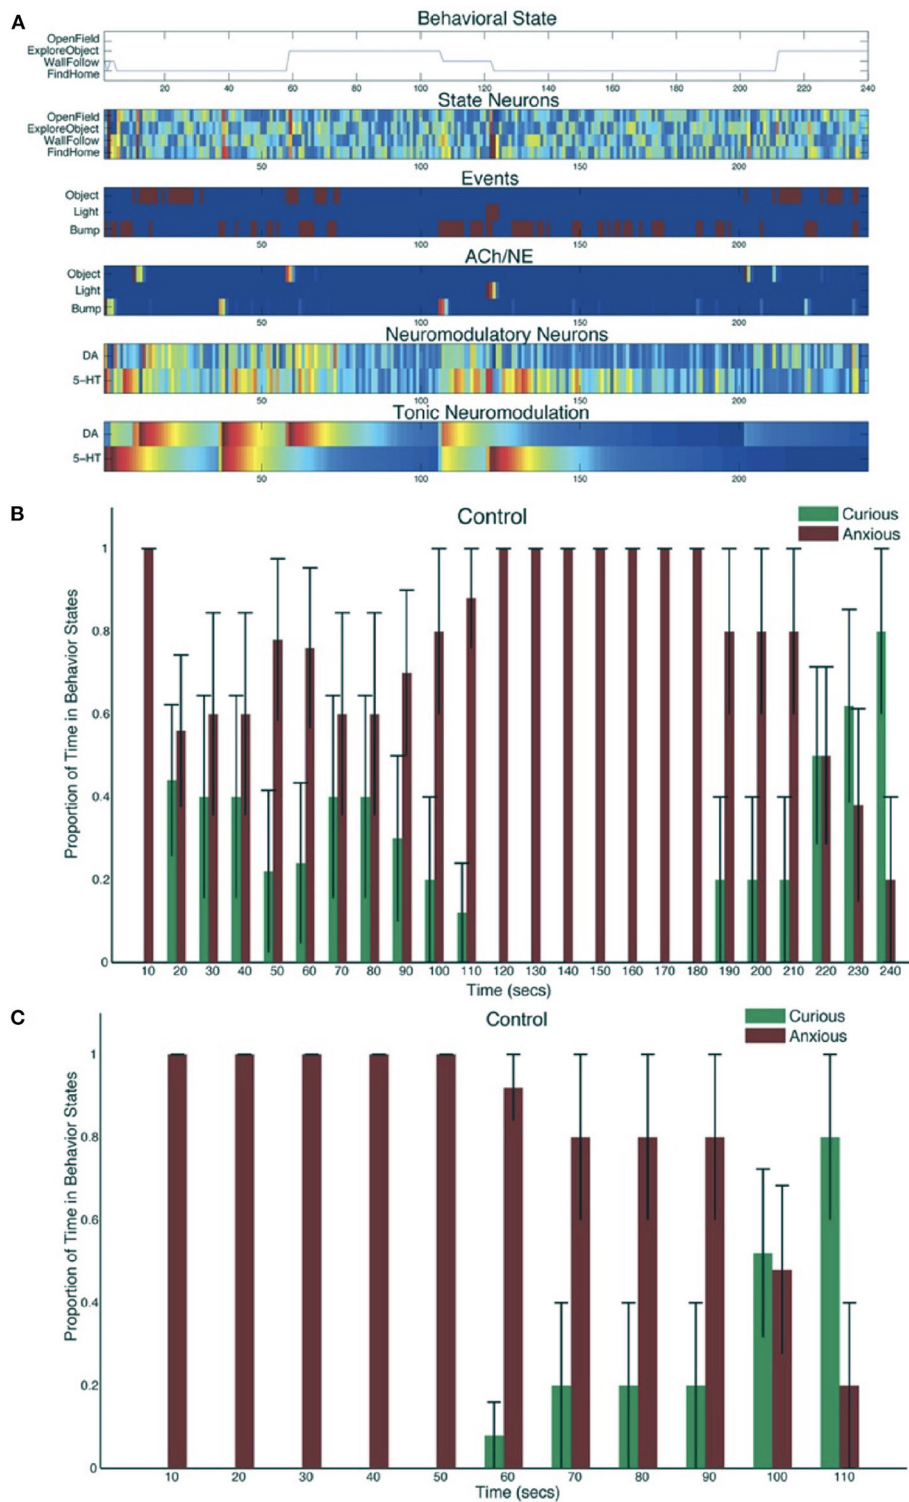 A
Behavioral State
OpenField
ExploreObject
WallFollow
FindHome
20 40 60 80 100 120 140 160 180 200 220 240
State Neurons
OpenField
ExploreObject
WallFollow
FindHome
50 100 150 200
Events
Object
Light
Bump
50 100 150 200
ACh/NE
Object
Light
Bump
50 100 150 200
Neuromodulatory Neurons
DA
5-HT
50 100 150 200
Tonic Neuromodulation
DA
5-HT
50 100 150 200
B
Control
Curious
Anxious
Proportion of Time in Behavior States
1
0.8
0.6
0.4
0.2
0
10 20 30 40 50 60 70 80 90 100 110 120 130 140 150 160 170 180 190 200 210 220 230 240
Time (secs)
C
Control
Curious
Anxious
Proportion of Time in Behavior States
1
0.8
0.6
0.4
0.2
0
10 20 30 40 50 60 70 80 90 100 110
Time (secs)